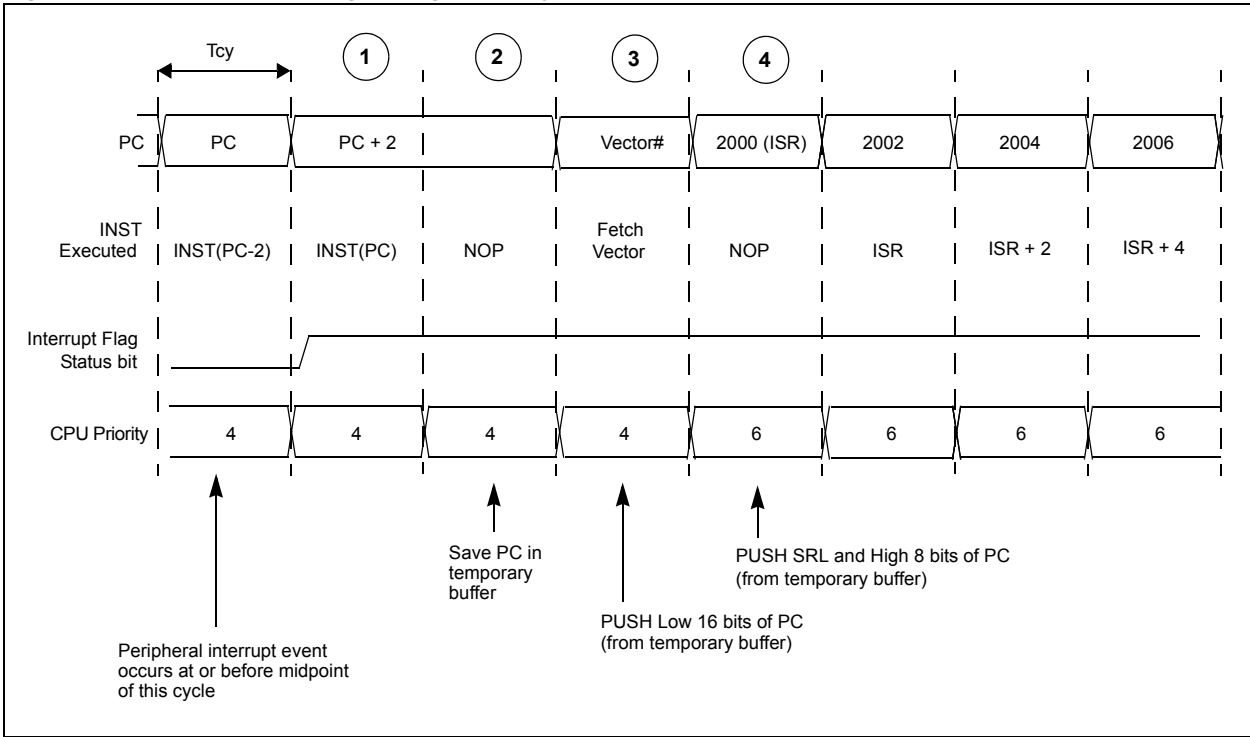 Tcy 1 2 3 4
PC PC PC + 2 Vector# 2000 (ISR) 2002 2004 2006
INST
Executed
INST(PC-2) INST(PC) NOP
Fetch
Vector
NOP ISR ISR + 2 ISR + 4
Interrupt Flag
Status bit
CPU Priority 4 4 4 4 6 6 6 6
Save PC in
temporary
buffer
PUSH SRL and High 8 bits of PC
(from temporary buffer)
PUSH Low 16 bits of PC
(from temporary buffer)
Peripheral interrupt event
occurs at or before midpoint
of this cycle